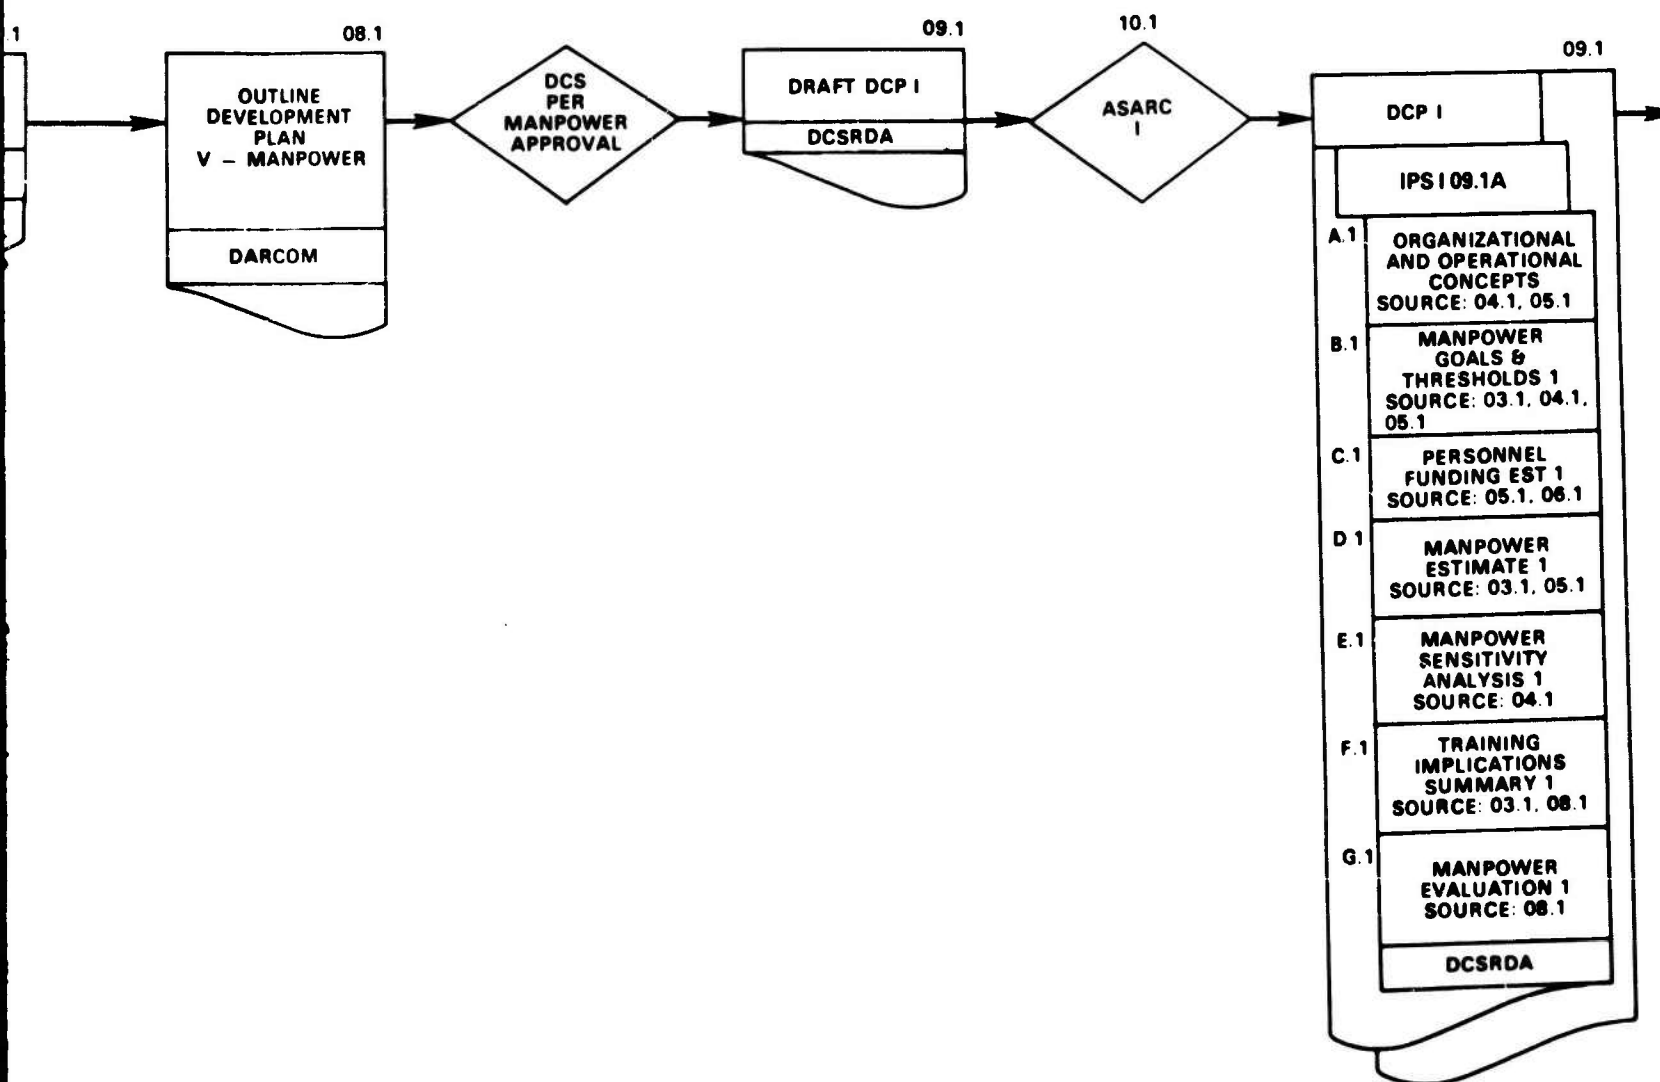 .1
08.1
OUTLINE
DEVELOPMENT
PLAN
V – MANPOWER
DARCOM
DCS
PER
MANPOWER
APPROVAL
09.1
DRAFT DCP I
DCSRDA
10.1
ASARC
I
09.1
DCP I
IPS I 09.1A
A.1
ORGANIZATIONAL
AND OPERATIONAL
CONCEPTS
SOURCE: 04.1, 05.1
B.1
MANPOWER
GOALS &
THRESHOLDS 1
SOURCE: 03.1, 04.1,
05.1
C.1
PERSONNEL
FUNDING EST 1
SOURCE: 05.1, 06.1
D 1
MANPOWER
ESTIMATE 1
SOURCE: 03.1, 05.1
E.1
MANPOWER
SENSITIVITY
ANALYSIS 1
SOURCE: 04.1
F.1
TRAINING
IMPLICATIONS
SUMMARY 1
SOURCE: 03.1, 08.1
G.1
MANPOWER
EVALUATION 1
SOURCE: 08.1
DCSRDA